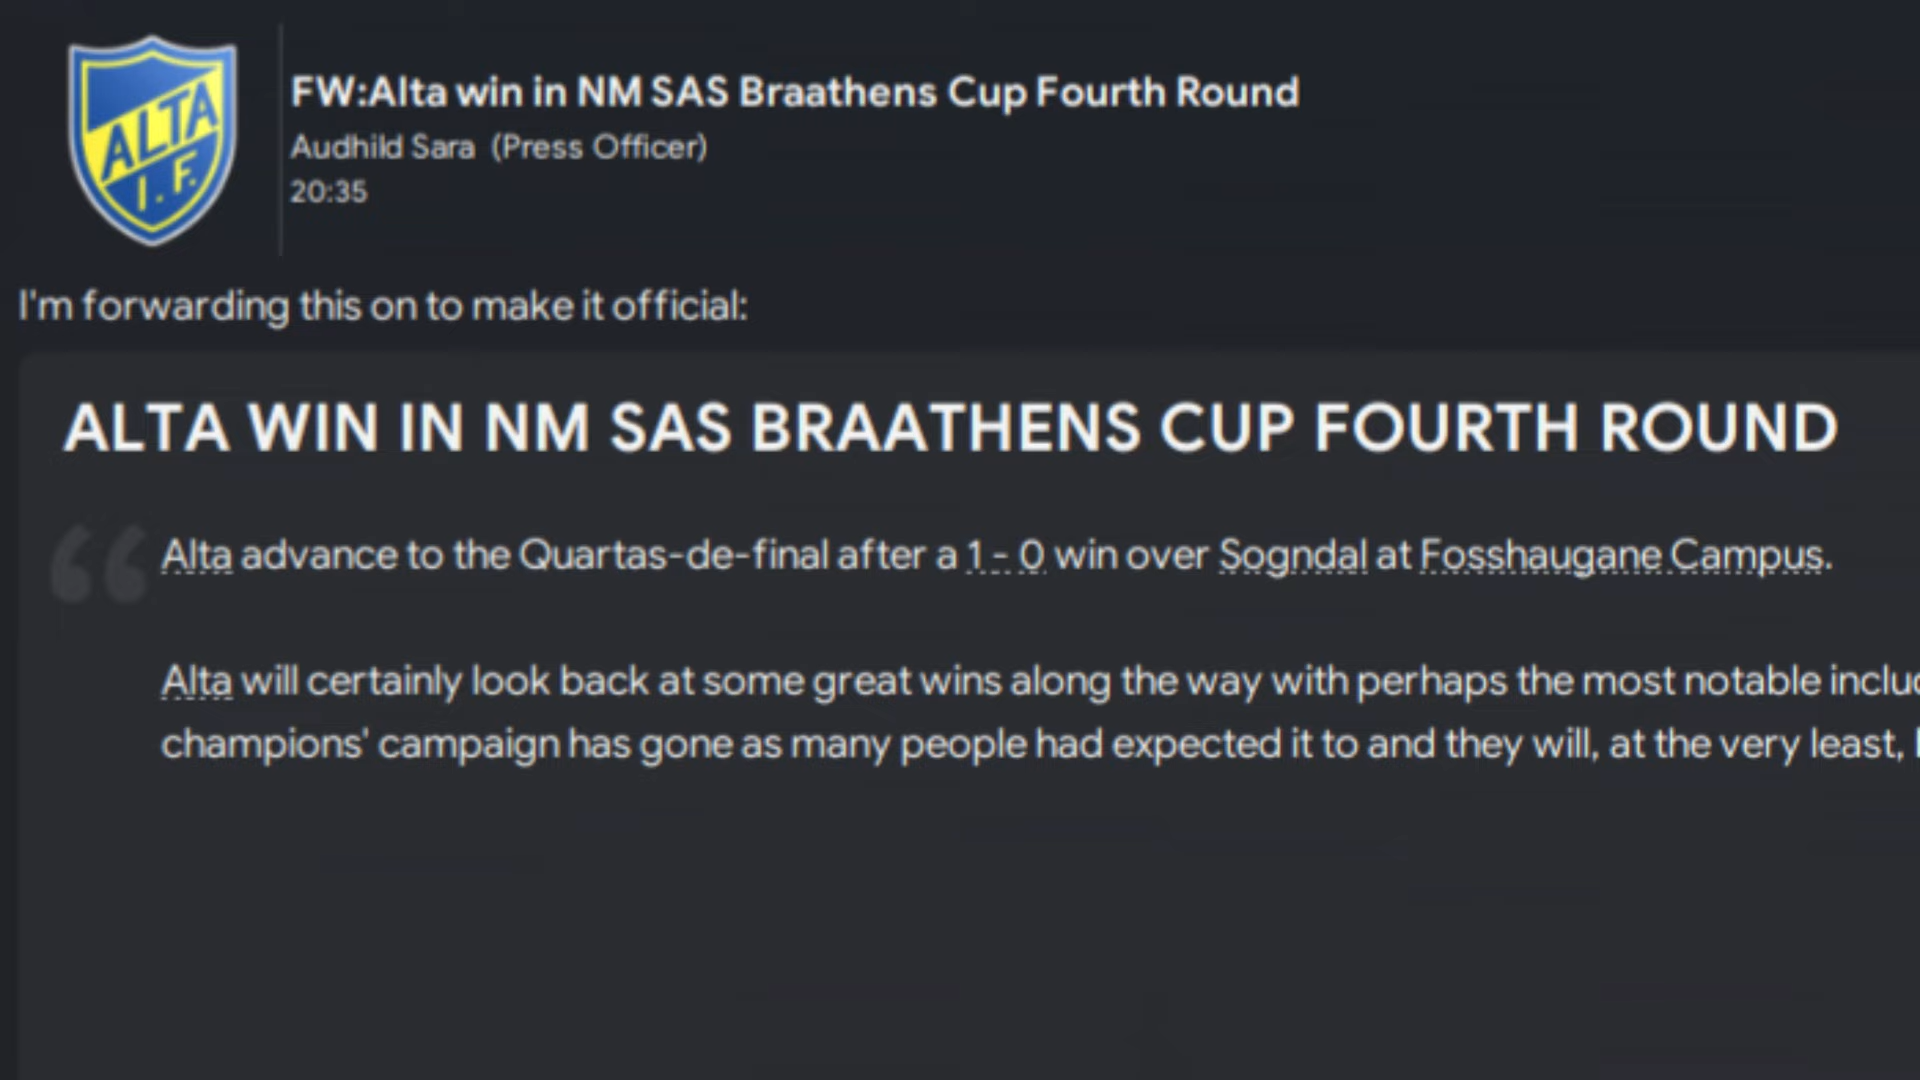 ALTA
I. F.
FW:Alta win in NM SAS Braathens Cup Fourth Round
Audhild Sara (Press Officer)
20:35
I'm forwarding this on to make it official:
ALTA WIN IN NM SAS BRAATHENS CUP FOURTH ROUND
Alta advance to the Quartas-de-final after a 1 - 0 win over Sogndal at Fosshaugane Campus.
Alta will certainly look back at some great wins along the way with perhaps the most notable
champions' campaign has gone as many people had expected it to and they will, at the very least,